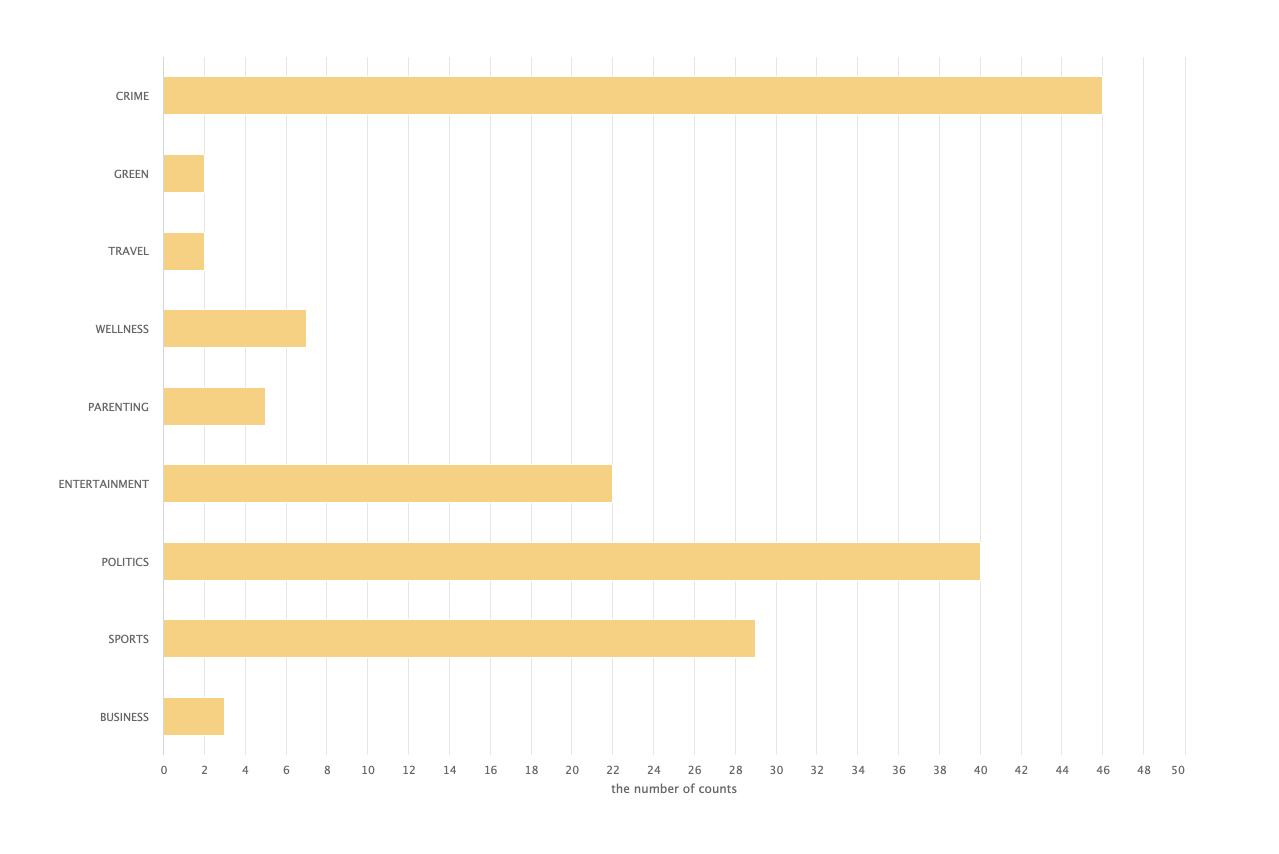 CRIME
GREEN
TRAVEL
WELLNESS
PARENTING
ENTERTAINMENT
POLITICS
SPORTS
BUSINESS
0 2 4 6 8 10 12 14 16 18 20 22 24 26 28 30 32 34 36 38 40 42 44 46 48 50
the number of counts